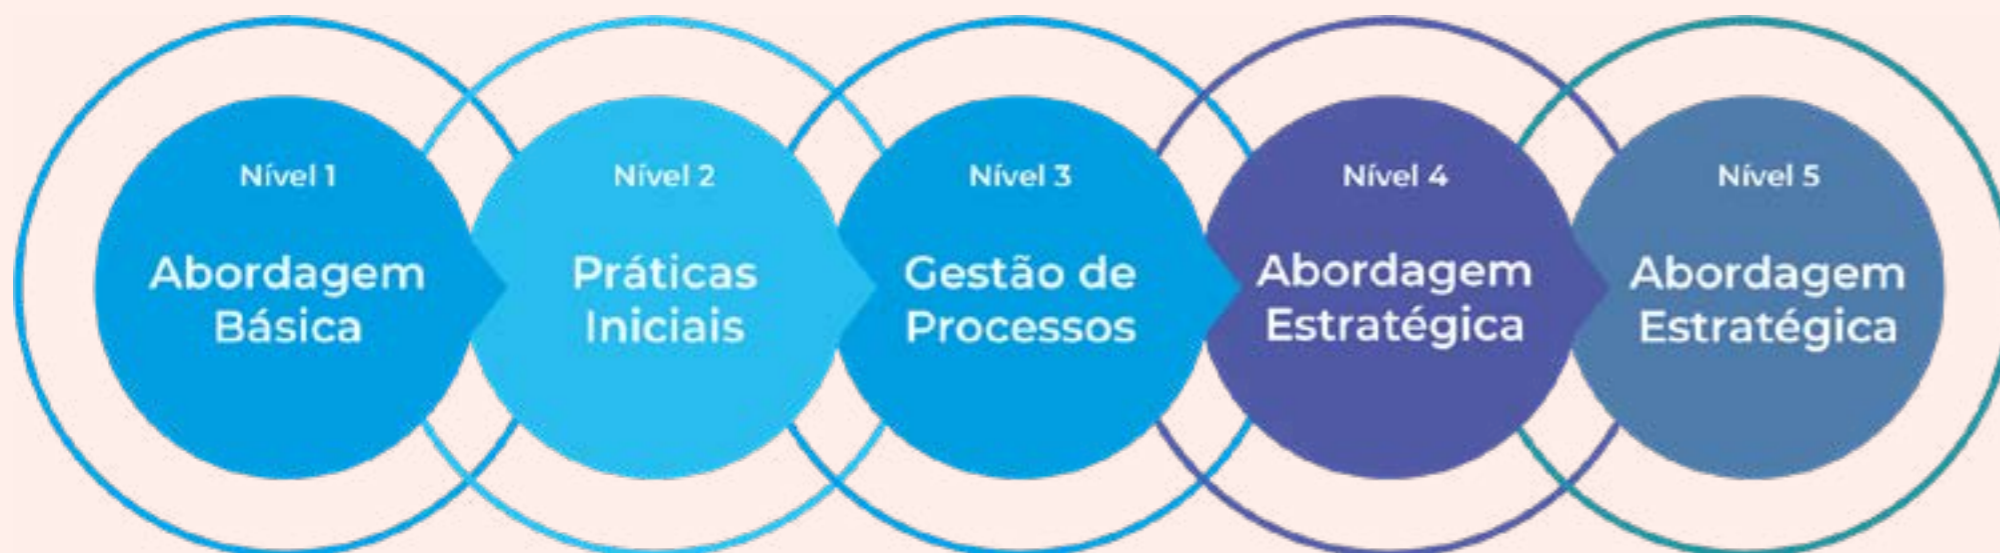 Nível 1
Abordagem
Básica
Nível 2
Práticas
Iniciais
Nível 3
Gestão de
Processos
Nível 4
Abordagem
Estratégica
Nível 5
Abordagem
Estratégica